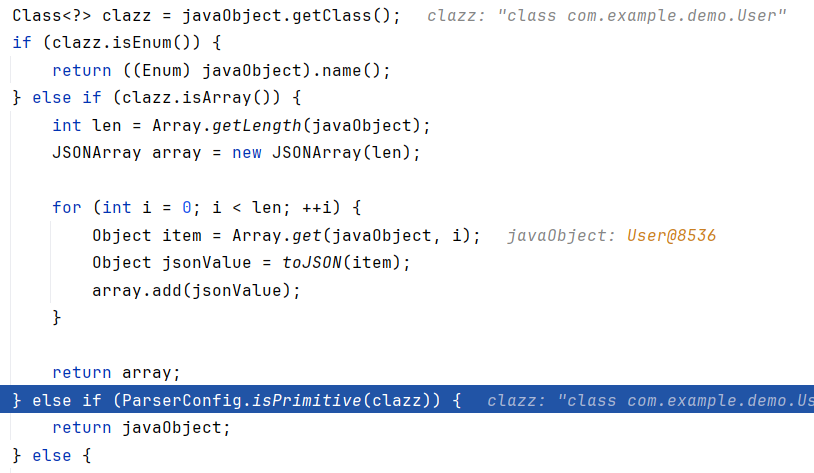 Class<?> clazz = javaObject.getClass();   clazz: "class com.example.demo.User"
if (clazz.isEnum()) {
    return ((Enum) javaObject).name();
} else if (clazz.isArray()) {
    int len = Array.getLength(javaObject);
    JSONArray array = new JSONArray(len);
    for (int i = 0; i < len; ++i) {
        Object item = Array.get(javaObject, i);   javaObject: User@8536
        Object jsonValue = toJSON(item);
        array.add(jsonValue);
    }
    return array;
} else if (ParserConfig.isPrimitive(clazz)) {   clazz: "class com.example.demo.Us
    return javaObject;
} else {